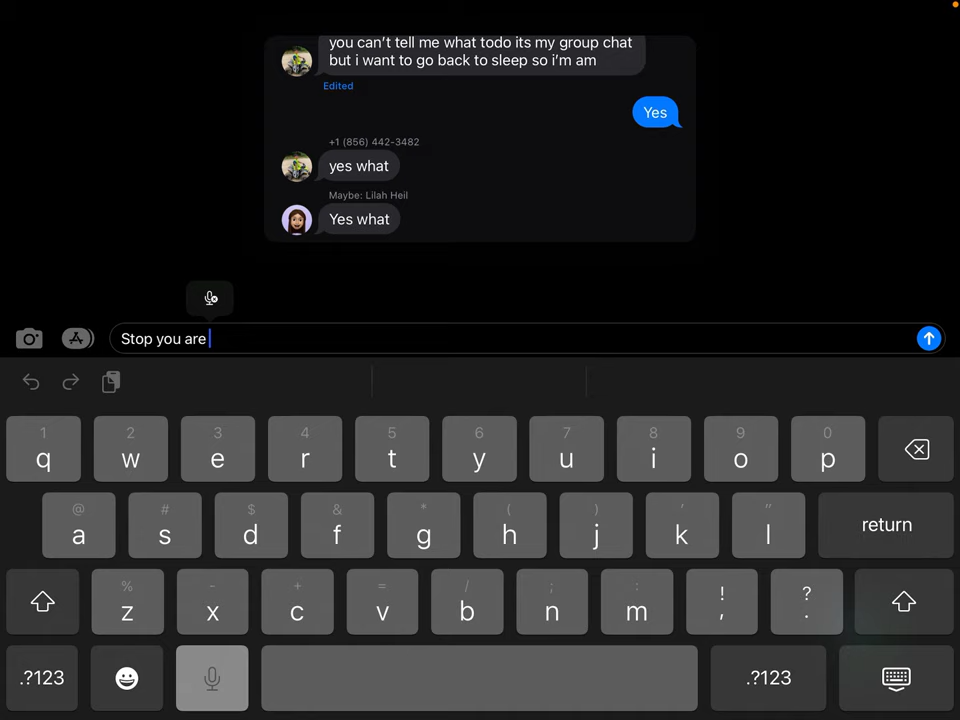 you can’t tell me what todo its my group chat
but i want to go back to sleep so i’m am
Edited
Yes
+1 (856) 442-3482
yes what
Maybe: Lilah Heil
Yes what
Stop you are
1 2 3 4 5 6 7 8 9 0
q w e r t y u i o p
@ # $ & * ( ) ' "
a s d f g h j k l return
% - + = / ; : ! ?
z x c v b n m , .
.?123 .?123